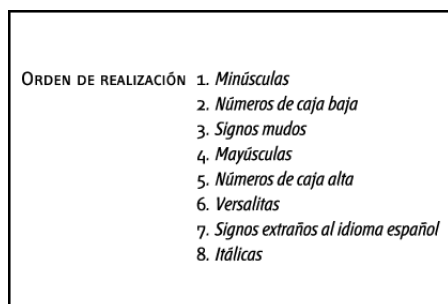 ORDEN DE REALIZACIÓN 1. Minúsculas
2. Números de caja baja
3. Signos mudos
4. Mayúsculas
5. Números de caja alta
6. Versalitas
7. Signos extraños al idioma español
8. Itálicas